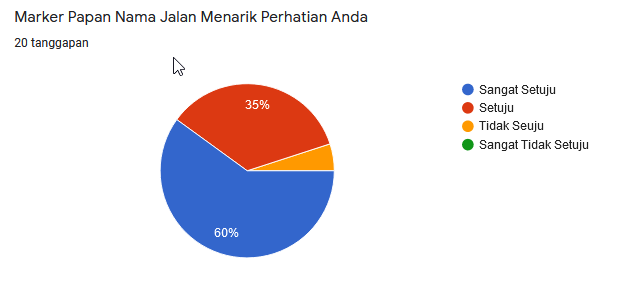 Marker Papan Nama Jalan Menarik Perhatian Anda
20 tanggapan
35%
60%
Sangat Setuju
Setuju
Tidak Seuju
Sangat Tidak Setuju